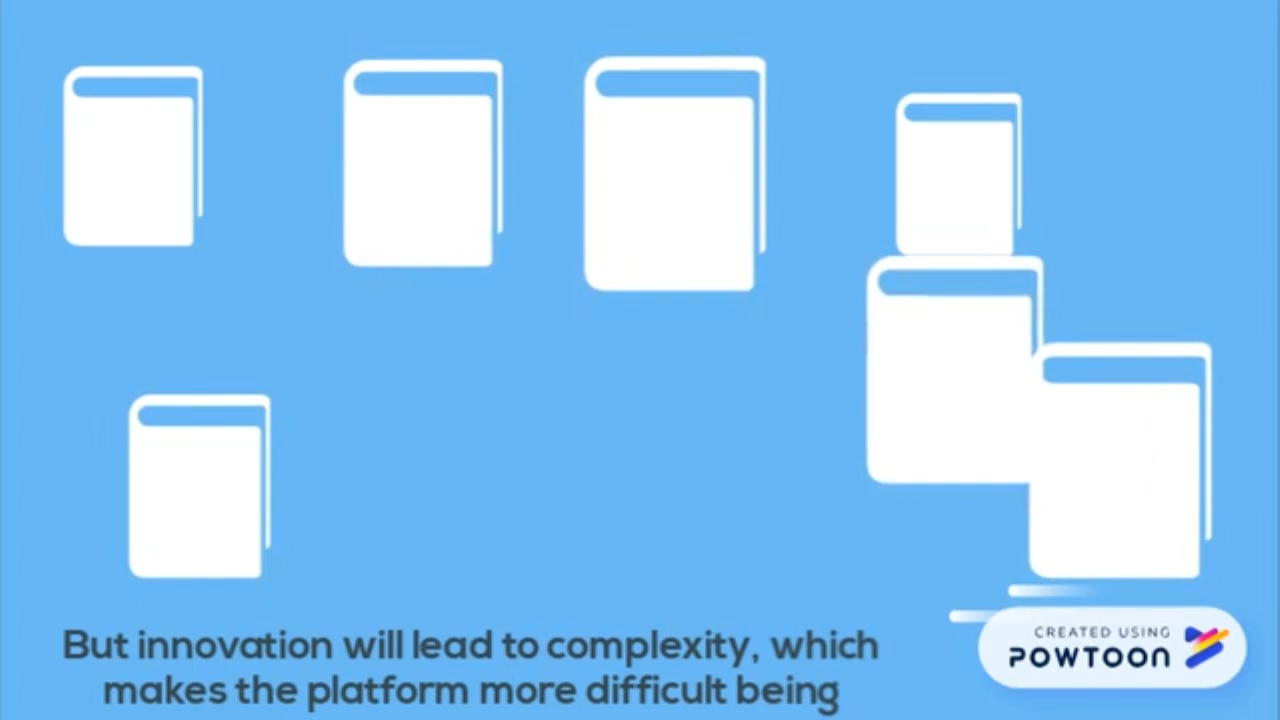 But innovation will lead to complexity, which
makes the platform more difficult being
CREATED USING
POWTOON